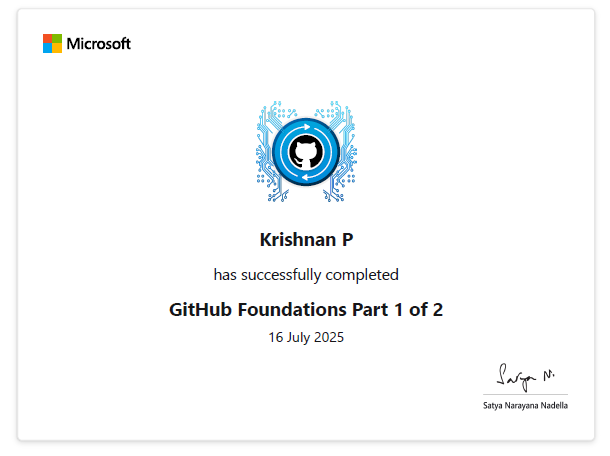 Microsoft
Krishnan P
has successfully completed
GitHub Foundations Part 1 of 2
16 July 2025
Satya N.
Satya Narayana Nadella